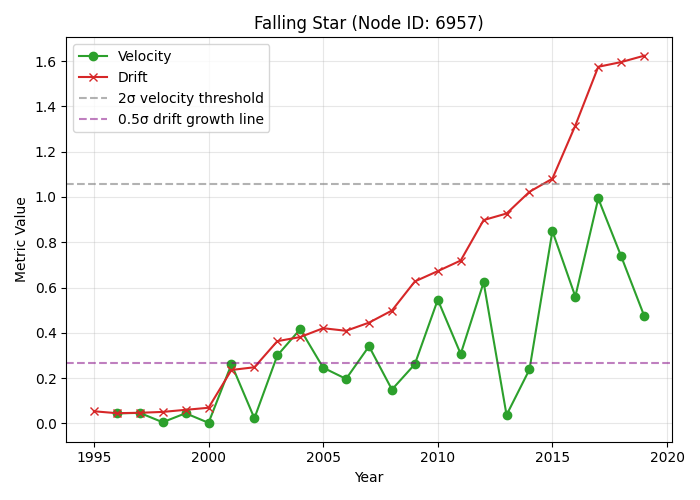 Falling Star (Node ID: 6957)
Velocity
Drift
2σ velocity threshold
0.5σ drift growth line
Metric Value
1.6
1.4
1.2
1.0
0.8
0.6
0.4
0.2
0.0
1995 2000 2005 2010 2015 2020
Year